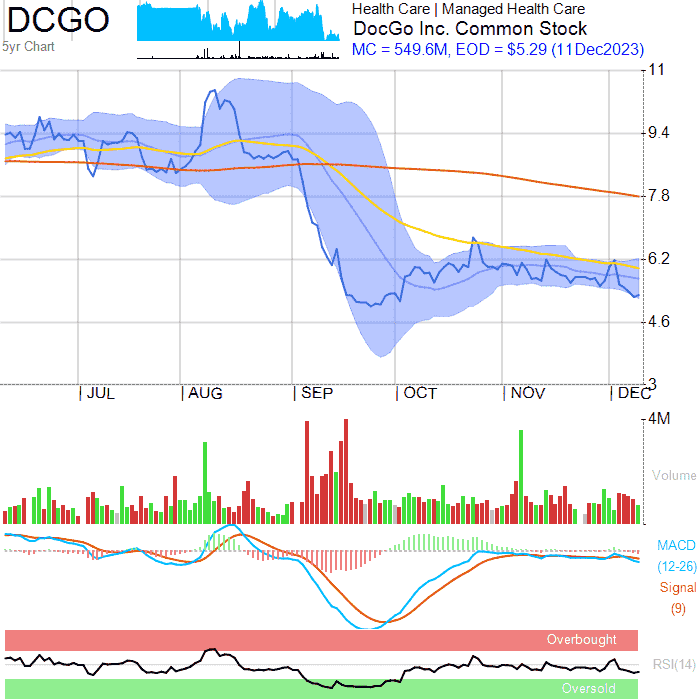 DCGO
5yr Chart
Health Care | Managed Health Care
DocGo Inc. Common Stock
MC = 549.6M, EOD = $5.29 (11Dec2023)
11
9.4
7.8
6.2
4.6
3
| JUL
| AUG
| SEP
| OCT
| NOV
| DEC
4M
Volume
MACD
(12-26)
Signal
(9)
Overbought
RSI(14)
Oversold